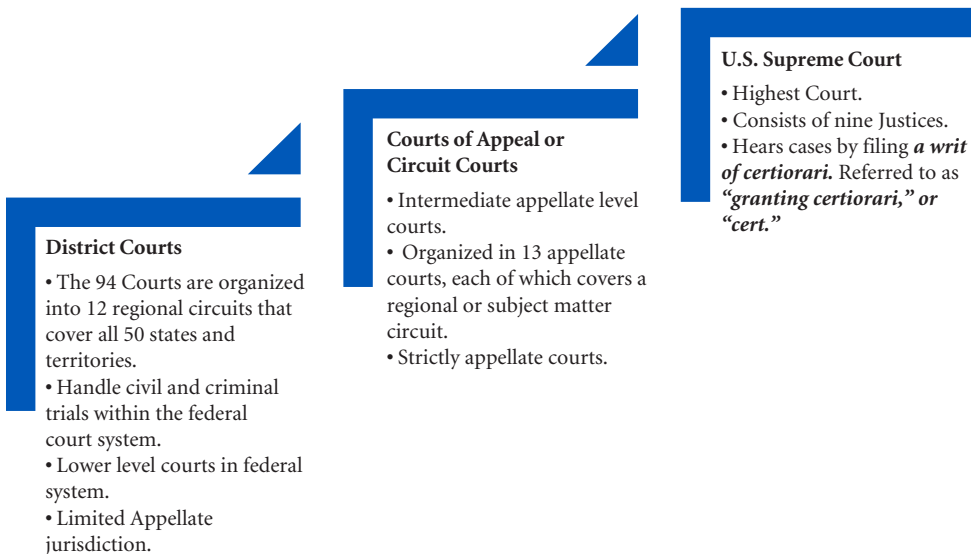 District Courts
• The 94 Courts are organized
into 12 regional circuits that
cover all 50 states and
territories.
• Handle civil and criminal
trials within the federal
court system.
• Lower level courts in federal
system.
• Limited Appellate
jurisdiction.
Courts of Appeal or
Circuit Courts
• Intermediate appellate level
courts.
• Organized in 13 appellate
courts, each of which covers a
regional or subject matter
circuit.
• Strictly appellate courts.
U.S. Supreme Court
• Highest Court.
• Consists of nine Justices.
• Hears cases by filing a writ
of certiorari. Referred to as
“granting certiorari,” or
“cert.”